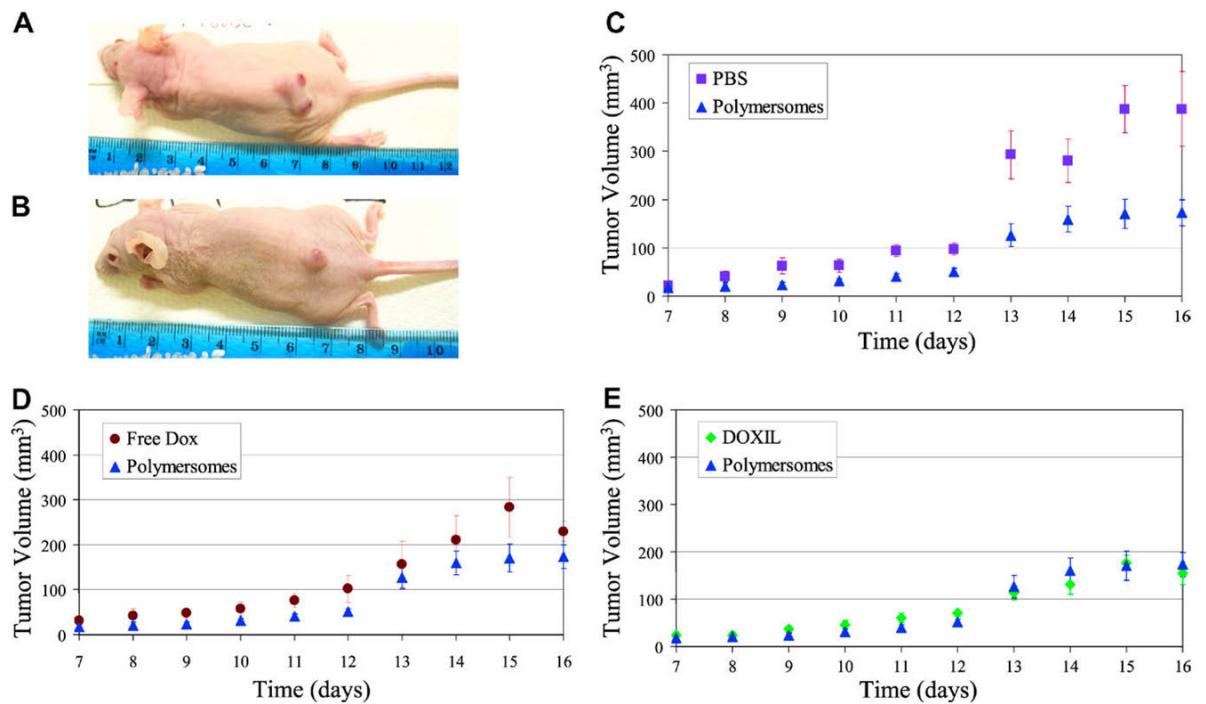 A
1 2 3 4 5 6 7 8 9 10 11 12
B
1 2 3 4 5 6 7 8 9 10
C
Tumor Volume (mm³)
500
400
300
200
100
0
PBS
Polymersomes
7 8 9 10 11 12 13 14 15 16
Time (days)
D
Tumor Volume (mm³)
500
400
300
200
100
0
Free Dox
Polymersomes
7 8 9 10 11 12 13 14 15 16
Time (days)
E
Tumor Volume (mm³)
500
400
300
200
100
0
DOXIL
Polymersomes
7 8 9 10 11 12 13 14 15 16
Time (days)